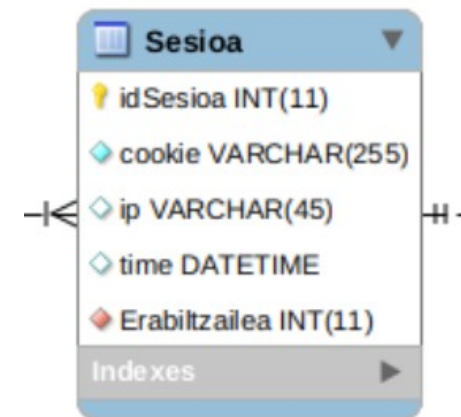 Sesioa
idSesioa INT(11)
cookie VARCHAR(255)
ip VARCHAR(45)
time DATETIME
Erabiltzailea INT(11)
Indexes